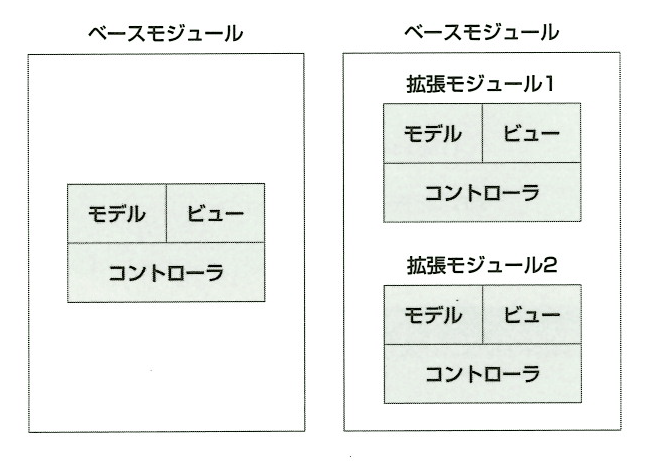 ベースモジュール
モデル
ビュー
コントローラ
ベースモジュール
拡張モジュール1
モデル
ビュー
コントローラ
拡張モジュール2
モデル
ビュー
コントローラ